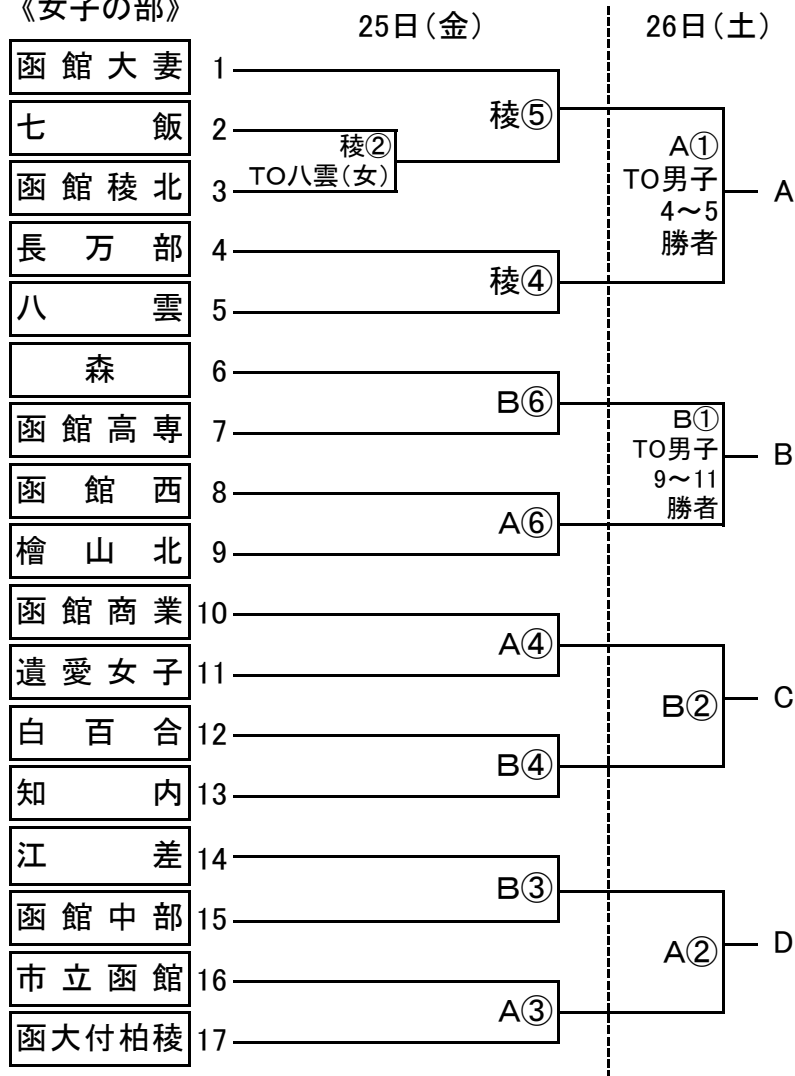 《女子の部》
25日(金)
26日(土)
函館大妻 1
七飯 2
函館稜北 3
長万部 4
八雲 5
森 6
函館高専 7
函館西 8
檜山北 9
函館商業 10
遺愛女子 11
白百合 12
知内 13
江差 14
函館中部 15
市立函館 16
函大付柏稜 17
稜②
TO八雲(女)
稜⑤
稜④
B⑥
A⑥
A④
B④
B③
A③
A①
TO男子
4～5
勝者
A
B①
TO男子
9～11
勝者
B
B②
C
A②
D